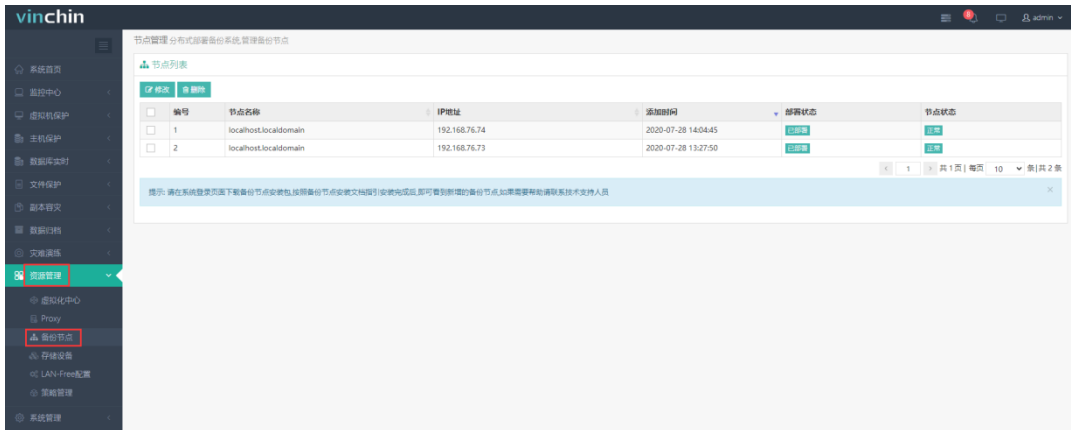 vinchin
8
admin
节点管理 分布式部署备份系统,管理备份节点
节点列表
修改 删除
编号 节点名称 IP地址 添加时间 部署状态 节点状态
1 localhost.localdomain 192.168.76.74 2020-07-28 14:04:45 已部署 正常
2 localhost.localdomain 192.168.76.73 2020-07-28 13:27:50 已部署 正常
1 共1页 | 每页 10 条 | 共2条
提示: 请在系统登录页面下载备份节点安装包,按照备份节点安装文档指引安装完成后,即可看到新增的备份节点,如果需要帮助请联系技术支持人员
系统首页
监控中心
虚拟机保护
主机保护
数据库实时
文件保护
副本容灾
数据归档
灾难演练
资源管理
虚拟化中心
Proxy
备份节点
存储设备
LAN-Free配置
策略管理
系统管理